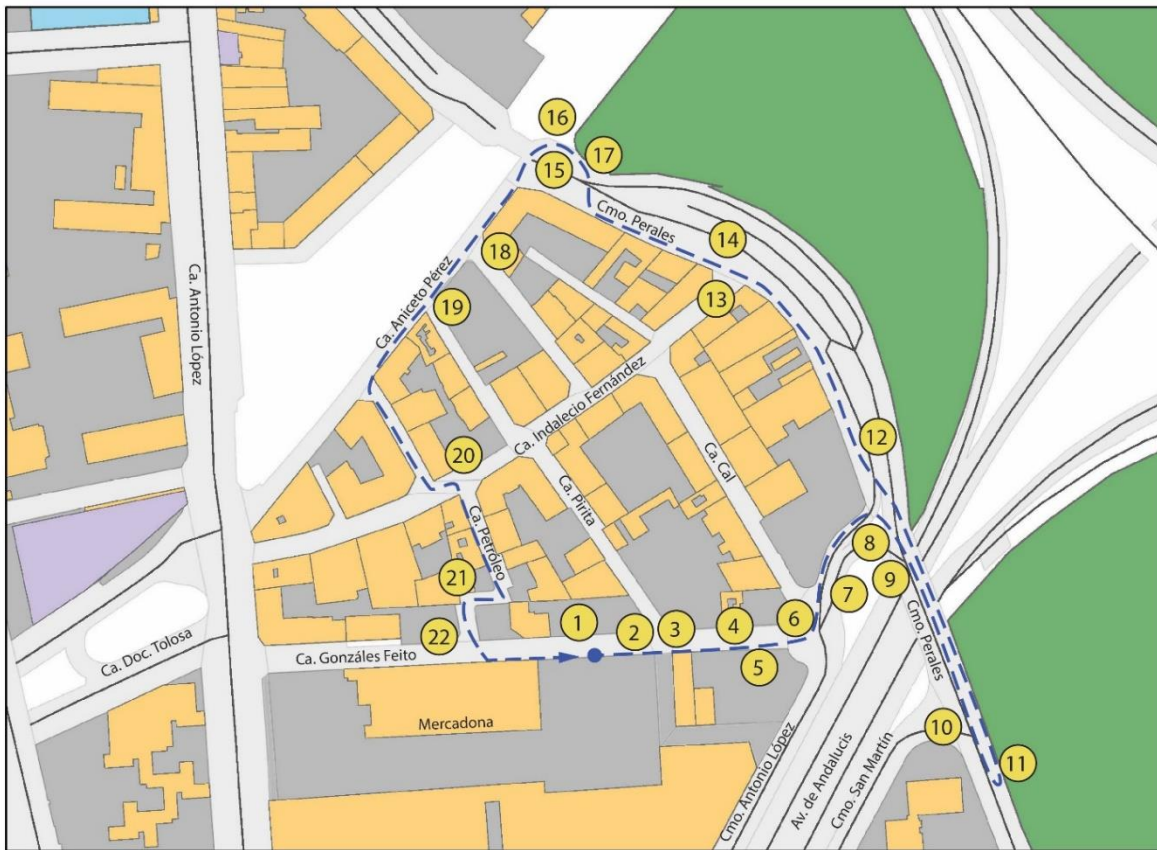 16
15
17
Cmo. Perales
14
18
13
19
Ca. Aniceto Pérez
Ca. Antonio López
Ca. Indalecio Fernández
12
20
Ca. Cal
Ca. Pirita
Ca. Petróleo
8
21
9
7
1
2
3
4
6
22
5
Ca. Doc. Tolosa
Ca. Gonzáles Feito
Cmo. Perales
Mercadona
10
11
Cmo. Antonio López
Av. de Andalucis
Cmo. San Martín